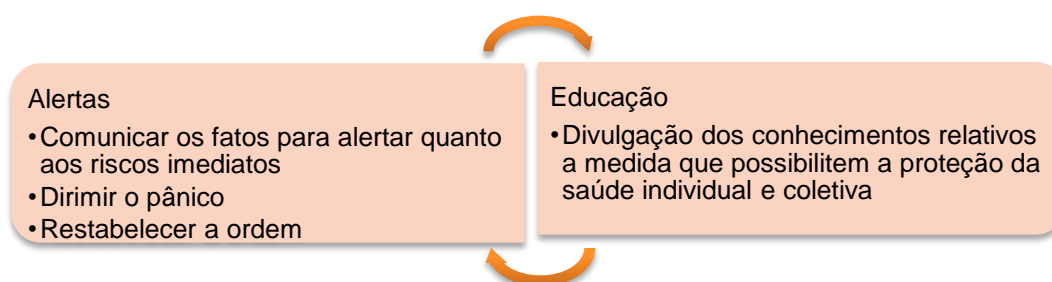 Alertas
•Comunicar os fatos para alertar quanto
aos riscos imediatos
•Dirimir o pânico
•Restabelecer a ordem
Educação
•Divulgação dos conhecimentos relativos
a medida que possibilitem a proteção da
saúde individual e coletiva